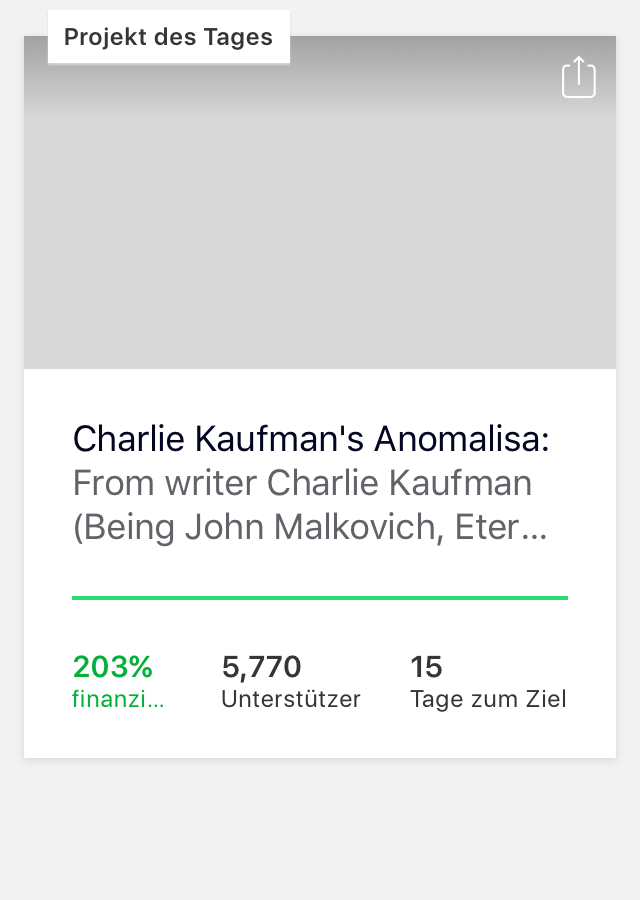 Projekt des Tages
Charlie Kaufman's Anomalisa:
From writer Charlie Kaufman
(Being John Malkovich, Eter…
203%
finanzi…
5,770
Unterstützer
15
Tage zum Ziel